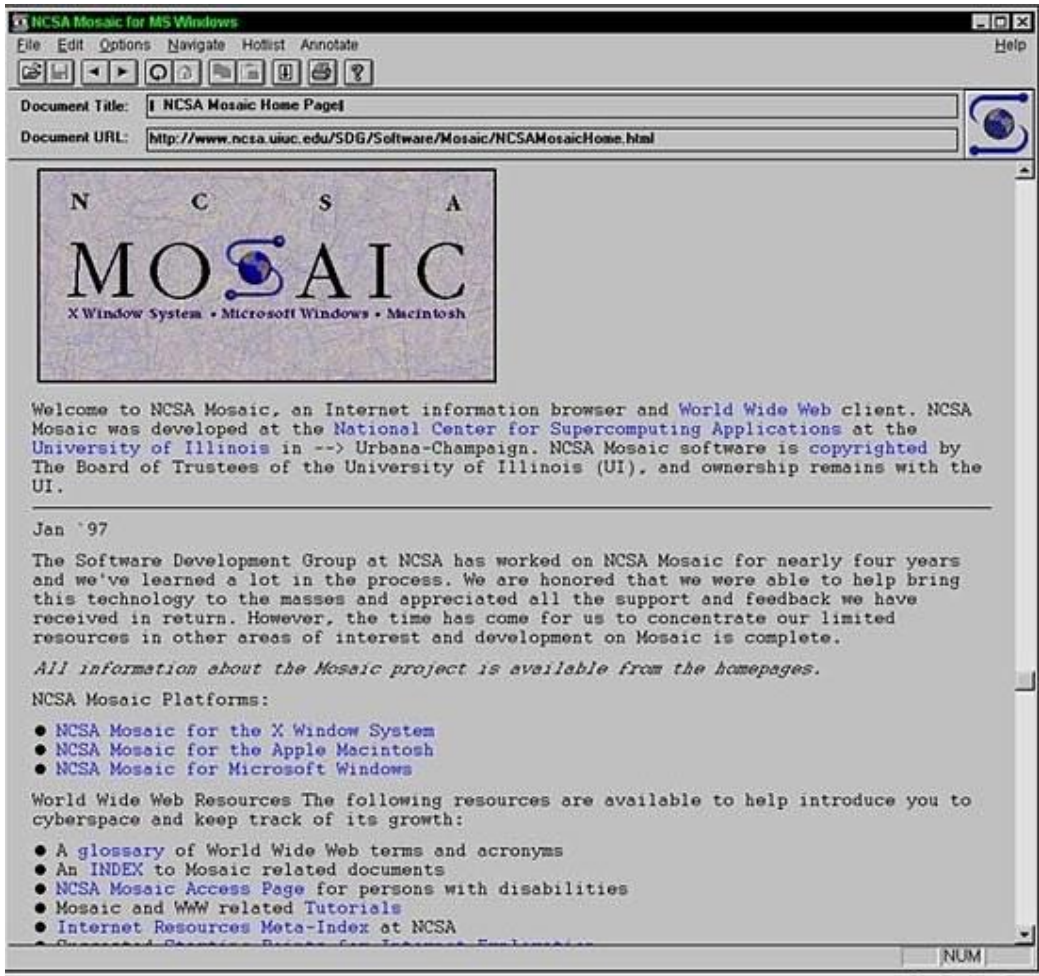 NCSA Mosaic for MS Windows
File Edit Options Navigate Hotlist Annotate Help
Document Title: NCSA Mosaic Home Page
Document URL: http://www.ncsa.uiuc.edu/SDG/Software/Mosaic/NCSAMosaicHome.html
N C S A
MOSAIC
X Window System • Microsoft Windows • Macintosh
Welcome to NCSA Mosaic, an Internet information browser and World Wide Web client. NCSA
Mosaic was developed at the National Center for Supercomputing Applications at the
University of Illinois in --> Urbana-Champaign. NCSA Mosaic software is copyrighted by
The Board of Trustees of the University of Illinois (UI), and ownership remains with the
UI.
Jan `97
The Software Development Group at NCSA has worked on NCSA Mosaic for nearly four years
and we've learned a lot in the process. We are honored that we were able to help bring
this technology to the masses and appreciated all the support and feedback we have
received in return. However, the time has come for us to concentrate our limited
resources in other areas of interest and development on Mosaic is complete.
All information about the Mosaic project is available from the homepages.
NCSA Mosaic Platforms:
● NCSA Mosaic for the X Window System
● NCSA Mosaic for the Apple Macintosh
● NCSA Mosaic for Microsoft Windows
World Wide Web Resources The following resources are available to help introduce you to
cyberspace and keep track of its growth:
● A glossary of World Wide Web terms and acronyms
● An INDEX to Mosaic related documents
● NCSA Mosaic Access Page for persons with disabilities
● Mosaic and WWW related Tutorials
● Internet Resources Meta-Index at NCSA
NUM